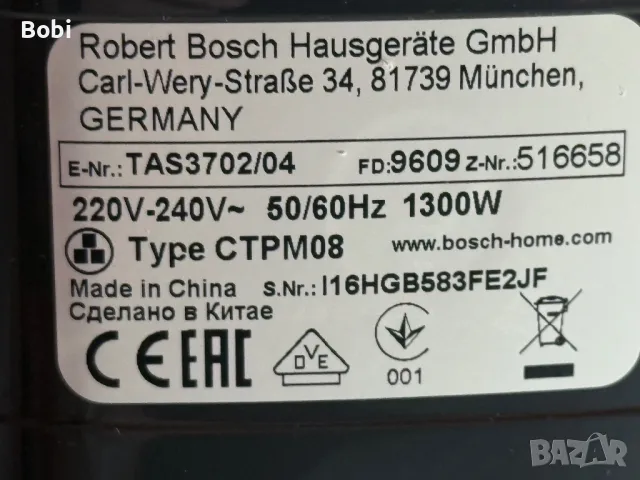 Bobi
Robert Bosch Hausgeräte GmbH
Carl-Wery-Straße 34, 81739 München,
GERMANY
E-Nr.: TAS3702/04 FD:9609 Z-Nr.:516658
220V-240V~ 50/60Hz 1300W
Type CTPM08 www.bosch-home.com
Made in China S.Nr.: I16HGB583FE2JF
Сделано в Китае
CE EAC DVE 001
BAZAR